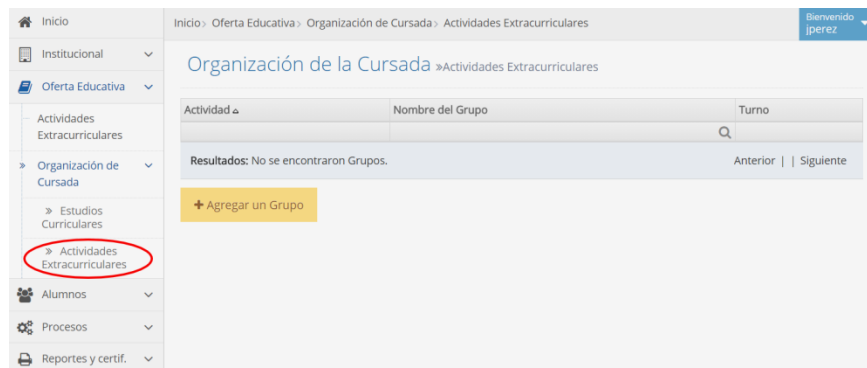 Inicio
Institucional
Oferta Educativa
Actividades
Extracurriculares
» Organización de
Cursada
» Estudios
Curriculares
» Actividades
Extracurriculares
Alumnos
Procesos
Reportes y certif.
Inicio> Oferta Educativa> Organización de Cursada> Actividades Extracurriculares
Bienvenido
jperez
Organización de la Cursada »Actividades Extracurriculares
Actividad Nombre del Grupo Turno
Resultados: No se encontraron Grupos. Anterior | | Siguiente
+ Agregar un Grupo